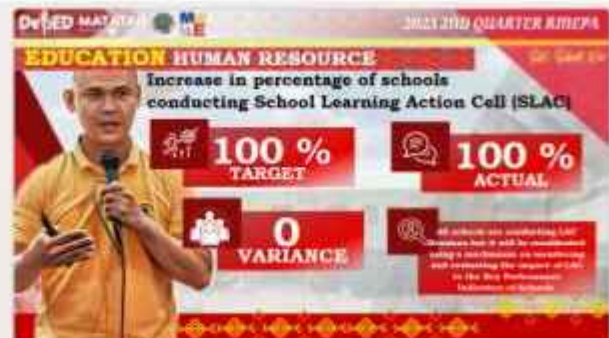 DepED MATATAG
2023 2ND QUARTER RMEPA
EDUCATION HUMAN RESOURCE
Increase in percentage of schools
conducting School Learning Action Cell (SLAC)
100 %
TARGET
100 %
ACTUAL
0
VARIANCE
All schools are conducting LAC
Sessions but it will be
using a mechanism on monitoring
and evaluating the impact of LAC
to the Key Performance
Indicators of Schools